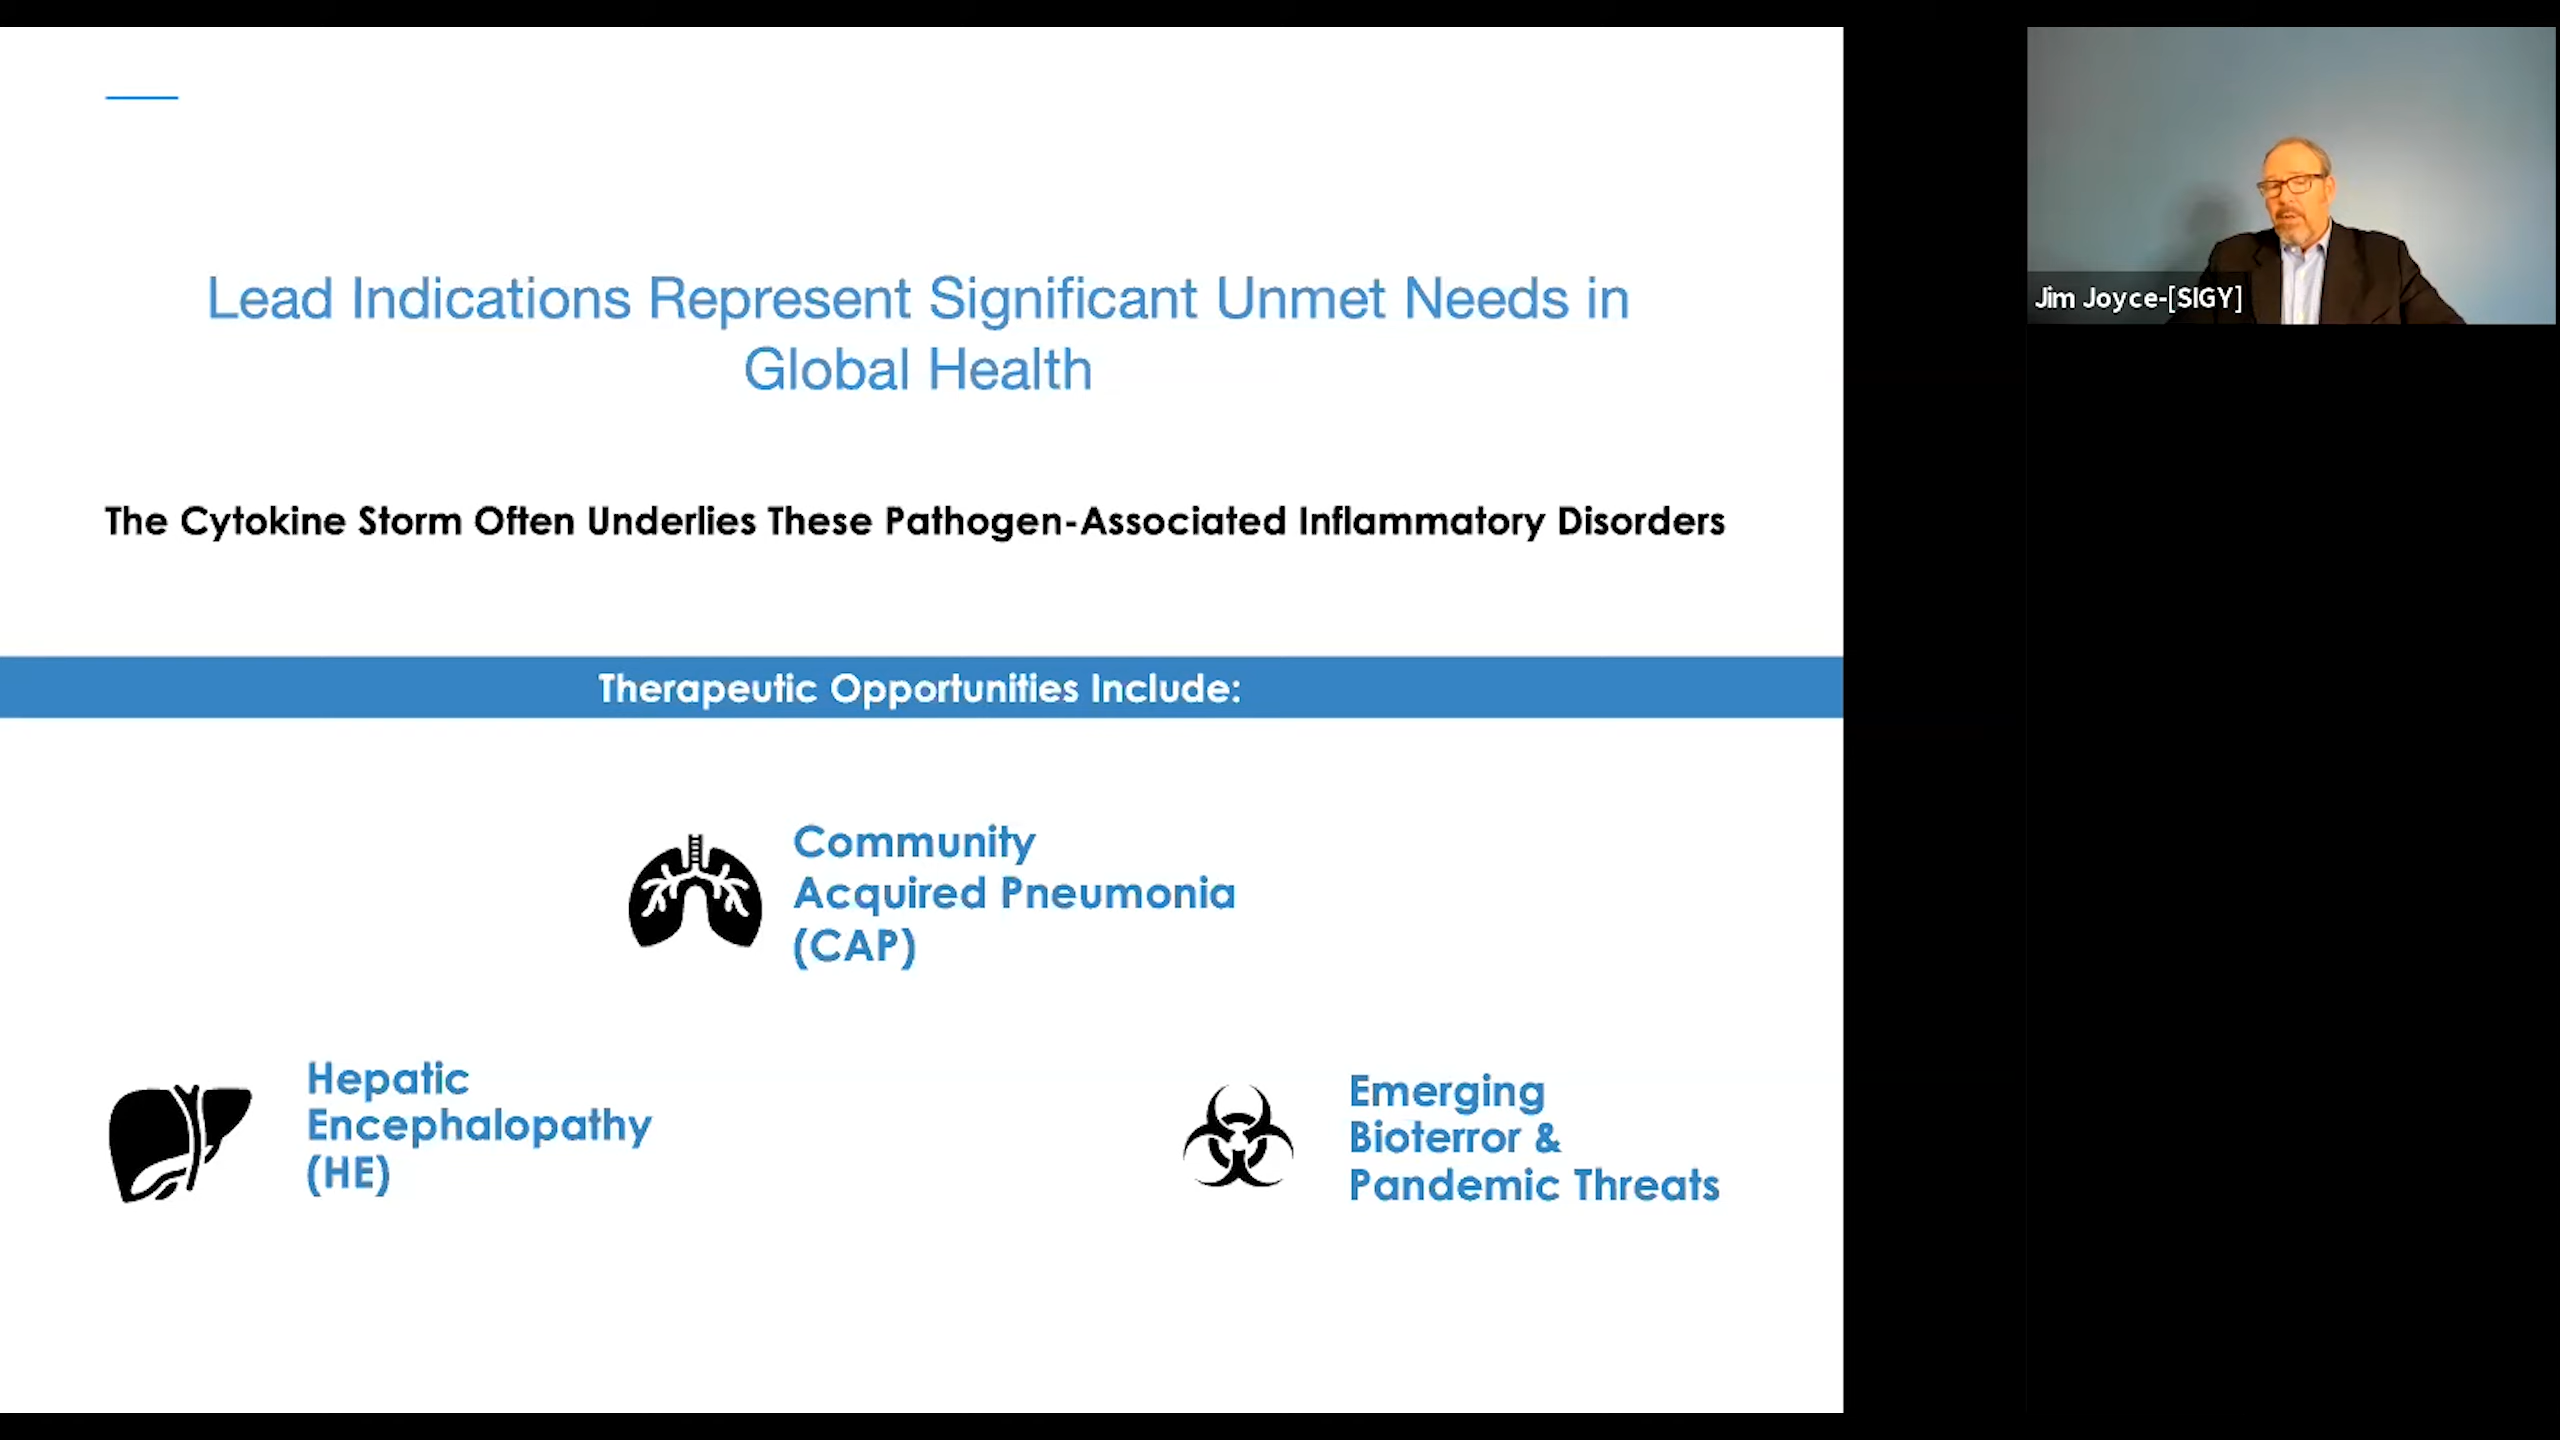 Lead Indications Represent Significant Unmet Needs in
Global Health
The Cytokine Storm Often Underlies These Pathogen-Associated Inflammatory Disorders
Therapeutic Opportunities Include:
Community
Acquired Pneumonia
(CAP)
Hepatic
Encephalopathy
(HE)
Emerging
Bioterror &
Pandemic Threats
Jim Joyce-[SIGY]